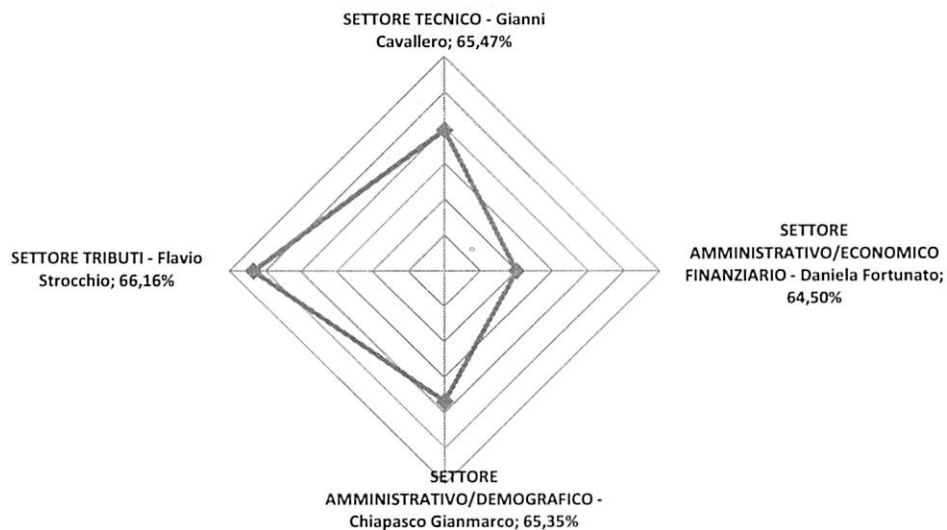 SETTORE TECNICO - Gianni
Cavallero; 65,47%
SETTORE
AMMINISTRATIVO/ECONOMICO
FINANZIARIO - Daniela Fortunato;
64,50%
SETTORE TRIBUTI - Flavio
Strocchio; 66,16%
SETTORE
AMMINISTRATIVO/DEMOGRAFICO -
Chiapasco Gianmarco; 65,35%